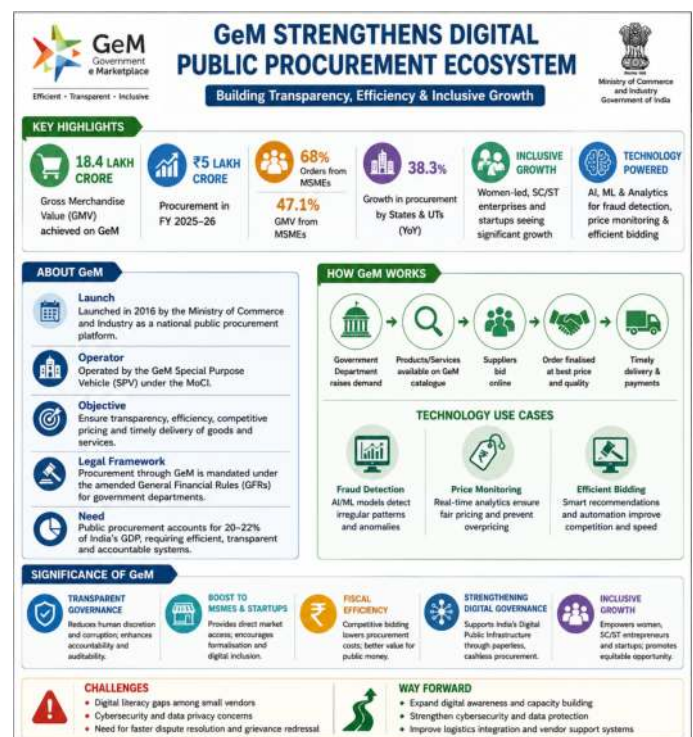 GeM
Government
e Marketplace
Efficient • Transparent • Inclusive
GeM STRENGTHENS DIGITAL
PUBLIC PROCUREMENT ECOSYSTEM
Building Transparency, Efficiency & Inclusive Growth
Ministry of Commerce
and Industry
Government of India
KEY HIGHLIGHTS
18.4 LAKH
CRORE
Gross Merchandise
Value (GMV)
achieved on GeM
₹5 LAKH
CRORE
Procurement in
FY 2025–26
68%
Orders from
MSMEs
47.1%
GMV from
MSMEs
38.3%
Growth in procurement
by States & UTs
(YoY)
INCLUSIVE
GROWTH
Women-led, SC/ST
enterprises and
startups seeing
significant growth
TECHNOLOGY
POWERED
AI, ML & Analytics
for fraud detection,
price monitoring &
efficient bidding
ABOUT GeM
Launch
Launched in 2016 by the Ministry of Commerce
and Industry as a national public procurement
platform.
Operator
Operated by the GeM Special Purpose
Vehicle (SPV) under the MoCI.
Objective
Ensure transparency, efficiency, competitive
pricing and timely delivery of goods and
services.
Legal Framework
Procurement through GeM is mandated under
the amended General Financial Rules (GFRs)
for government departments.
Need
Public procurement accounts for 20–22%
of India's GDP, requiring efficient, transparent
and accountable systems.
HOW GeM WORKS
Government
Department
raises demand
Products/Services
available on GeM
catalogue
Suppliers
bid
online
Order finalised
at best price
and quality
Timely
delivery &
payments
TECHNOLOGY USE CASES
Fraud Detection
AI/ML models detect
irregular patterns
and anomalies
Price Monitoring
Real-time analytics ensure
fair pricing and prevent
overpricing
Efficient Bidding
Smart recommendations
and automation improve
competition and speed
SIGNIFICANCE OF GeM
TRANSPARENT
GOVERNANCE
Reduces human discretion
and corruption; enhances
accountability and
auditability.
BOOST TO
MSMES & STARTUPS
Provides direct market
access; encourages
formalisation and
digital inclusion.
FISCAL
EFFICIENCY
Competitive bidding
lowers procurement
costs; better value for
public money.
STRENGTHENING
DIGITAL GOVERNANCE
Supports India's Digital
Public Infrastructure
through paperless,
cashless procurement.
INCLUSIVE
GROWTH
Empowers women,
SC/ST entrepreneurs
and startups; promotes
equitable opportunity.
CHALLENGES
• Digital literacy gaps among small vendors
• Cybersecurity and data privacy concerns
• Need for faster dispute resolution and grievance redressal
WAY FORWARD
• Expand digital awareness and capacity building
• Strengthen cybersecurity and data protection
• Improve logistics integration and vendor support systems